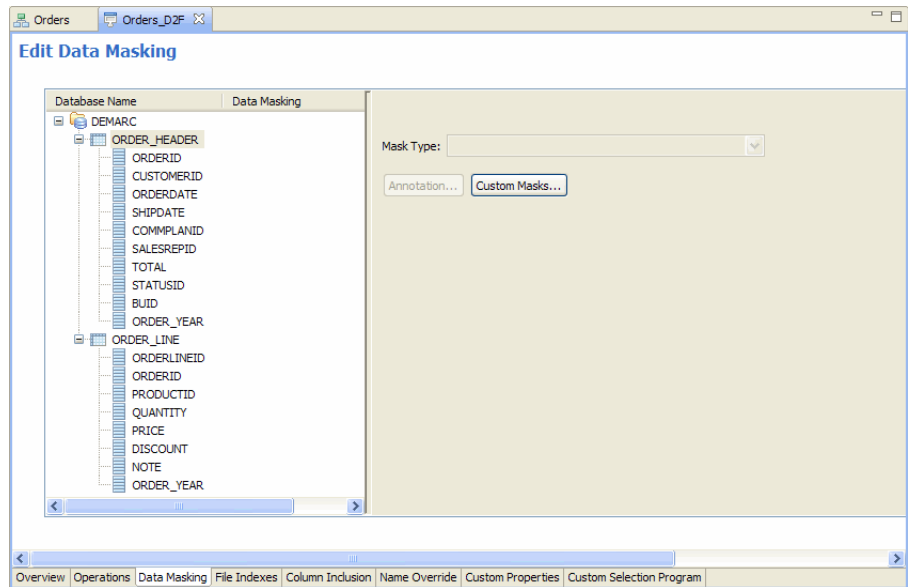 Orders Orders_D2F
Edit Data Masking
Database Name Data Masking
DEMARC
ORDER_HEADER
ORDERID
CUSTOMERID
ORDERDATE
SHIPDATE
COMMPLANID
SALESREPID
TOTAL
STATUSID
BUID
ORDER_YEAR
ORDER_LINE
ORDERLINEID
ORDERID
PRODUCTID
QUANTITY
PRICE
DISCOUNT
NOTE
ORDER_YEAR
Mask Type:
Annotation... Custom Masks...
Overview Operations Data Masking File Indexes Column Inclusion Name Override Custom Properties Custom Selection Program